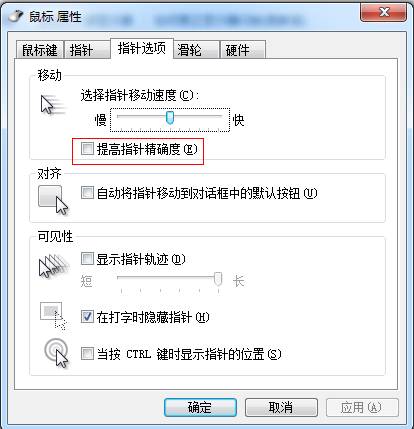 鼠标 属性
鼠标键 指针 指针选项 滑轮 硬件
移动
选择指针移动速度(C):
慢 快
提高指针精确度(E)
对齐
自动将指针移动到对话框中的默认按钮(U)
可见性
显示指针轨迹(D)
短 长
在打字时隐藏指针(H)
当按 CTRL 键时显示指针的位置(S)
确定 取消 应用(A)